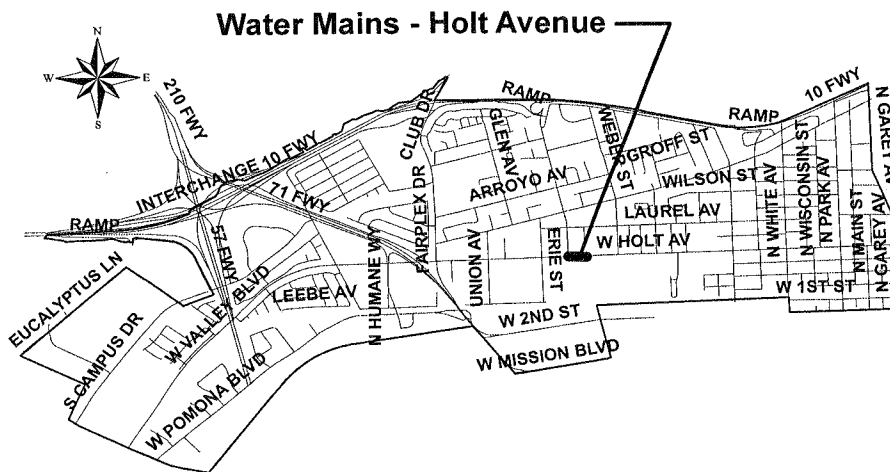 Water Mains - Holt Avenue
N
W E
S
210 FWY
INTERCHANGE 10 FWY
RAMP
71 FWY
57 FWY
CLUB DR
FAIRPLEX DR
RAMP
GLEN AV
WEBER ST
GROFF ST
RAMP
10 FWY
N GAREY AV
ARROYO AV
WILSON ST
LAUREL AV
W HOLT AV
N WHITE AV
N WISCONSIN ST
N PARK AV
N MAIN ST
N GAREY AV
EUCALYPTUS LN
S CAMPUS DR
W VALLEY BLVD
LEEBE AV
N HUMANE WY
UNION AV
ERIE ST
W 1ST ST
W 2ND ST
W MISSION BLVD
W POMONA BLVD